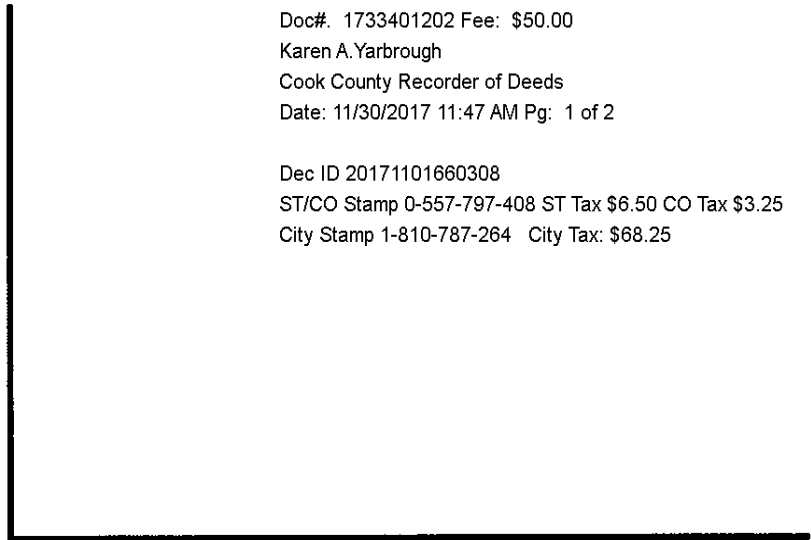 Doc#. 1733401202 Fee: $50.00
Karen A.Yarbrough
Cook County Recorder of Deeds
Date: 11/30/2017 11:47 AM Pg: 1 of 2
Dec ID 20171101660308
ST/CO Stamp 0-557-797-408 ST Tax $6.50 CO Tax $3.25
City Stamp 1-810-787-264 City Tax: $68.25